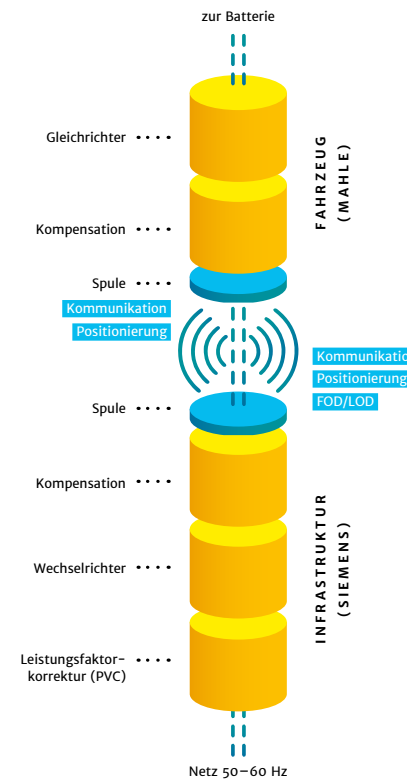 zur Batterie
Gleichrichter
FAHRZEUG
(MAHLE)
Kompensation
Spule
Kommunikation
Positionierung
Kommunikatio
Positionierung
FOD/LOD
Spule
Kompensation
INFRASTRUKTUR
(SIEMENS)
Wechselrichter
Leistungsfaktor-
korrektur (PVC)
Netz 50–60 Hz